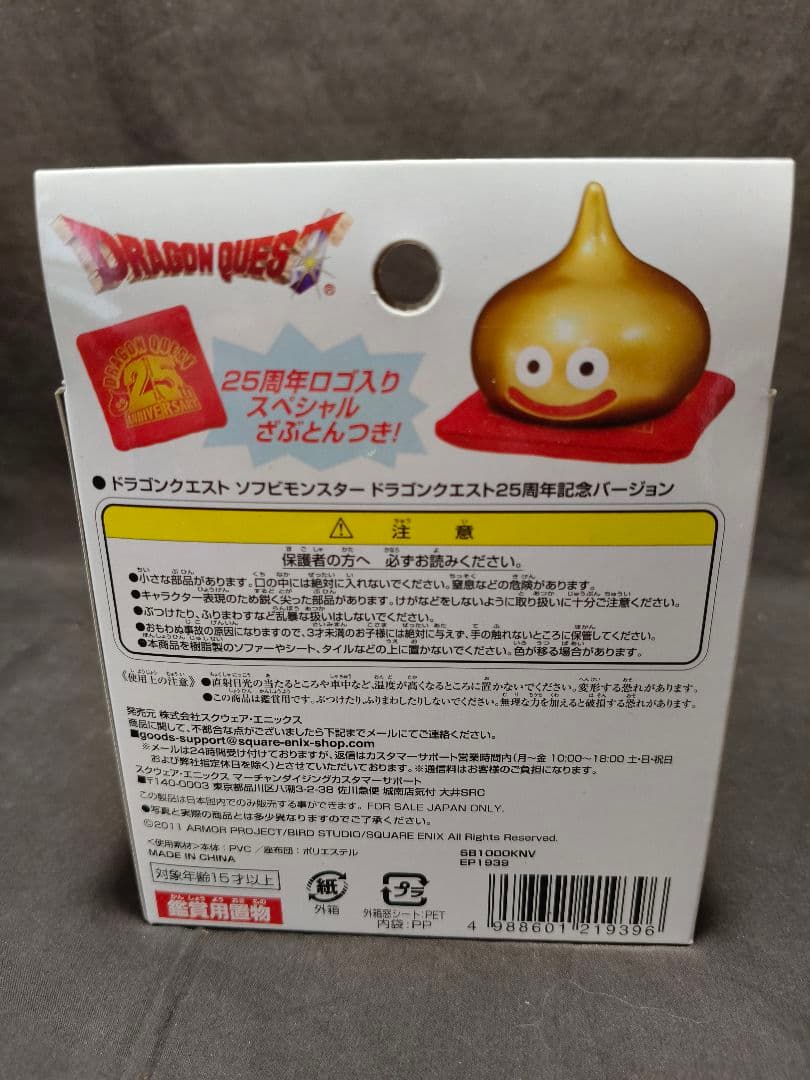 DRAGON QUEST®
DRAGON QUEST
25th
ANNIVERSARY
25周年ロゴ入り
スペシャル
ざぶとんつき!
●ドラゴンクエスト ソフビモンスター ドラゴンクエスト25周年記念バージョン
⚠ 注 意
保護者の方へ 必ずお読みください。
●小さな部品があります。口の中には絶対に入れないでください。窒息などの危険があります。
●キャラクター表現のため鋭く尖った部品があります。けがなどをしないように取り扱いに十分ご注意ください。
●ぶつけたり、ふりまわすなど乱暴な扱いはしないでください。
●おもわぬ事故の原因になりますので、3才未満のお子様には絶対に与えず、手の触れないところに保管してください。
●本商品を樹脂製のソファーやシート、タイルなどの上に置かないでください。色が移る場合があります。
《使用上の注意》●直射日光の当たるところや車中など、温度が高くなるところに置かないでください。変形する恐れがあります。
●この商品は鑑賞用です。ぶつけたりふりまわしたりしないでください。無理な力を加えると破損する恐れがあります。
発売元 株式会社スクウェア・エニックス
商品に関して、不都合な点がございましたら下記までメールにてご連絡ください。
■goods-support@square-enix-shop.com
※メールは24時間受け付けておりますが、返信はカスタマーサポート営業時間内(月~金 10:00~18:00 土・日・祝日
および弊社指定休日を除く)とさせていただいております。※通信料はお客様のご負担になります。
スクウェア・エニックス マーチャンダイジングカスタマーサポート
■〒140-0003 東京都品川区八潮3-2-38 佐川急便 城南店気付 大井SRC
この製品は日本国内でのみ販売する事ができます。FOR SALE JAPAN ONLY.
●写真と実際の商品とは多少異なりますのでご了承ください。
©2011 ARMOR PROJECT/BIRD STUDIO/SQUARE ENIX All Rights Reserved.
<使用素材>本体:PVC/座布団:ポリエステル
MADE IN CHINA
SB1000KNV
EP1939
対象年齢15才以上
かんしょうようおきもの
鑑賞用置物
紙
外箱
プラ
外箱窓シート:PET
内袋:PP
4 988601 219396